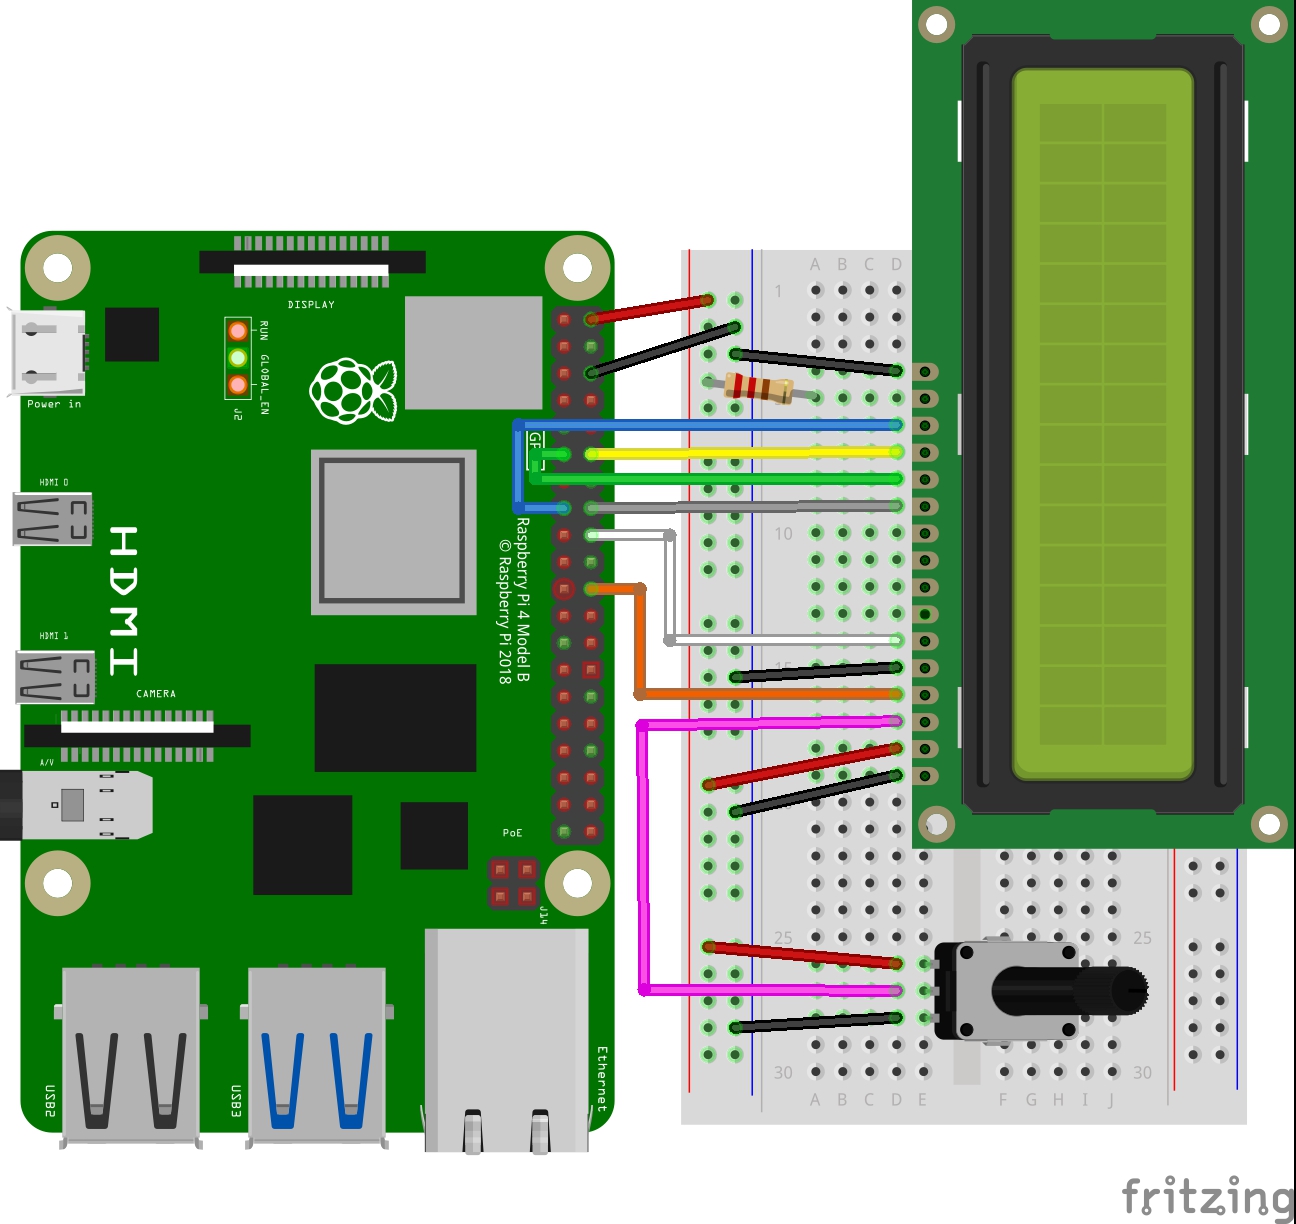 DISPLAY
RUN
GLOBAL_EN
J2
Power in
GP
HDMI 0
HDMI
Raspberry Pi 4 Model B
© Raspberry Pi 2018
HDMI 1
CAMERA
A/V
PoE
J14
USB2
USB3
Ethernet
A B C D
1
10
15
25 25
30 30
A B C D E F G H I J
fritzing